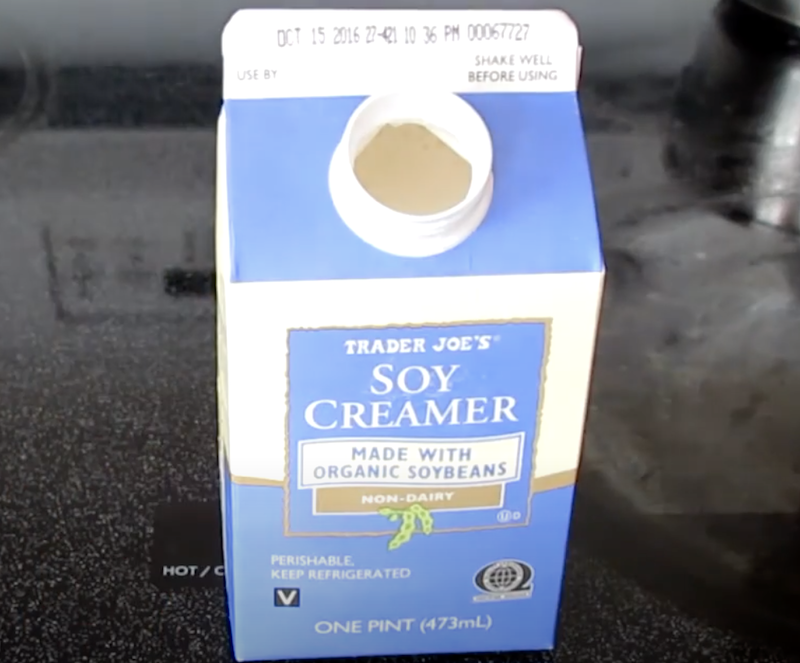 OCT 15 2016 27-421 10 36 PM 00067727
USE BY
SHAKE WELL
BEFORE USING
TRADER JOE'S®
SOY
CREAMER
MADE WITH
ORGANIC SOYBEANS
NON-DAIRY
U D
PERISHABLE,
KEEP REFRIGERATED
V
ONE PINT (473mL)
HOT / C